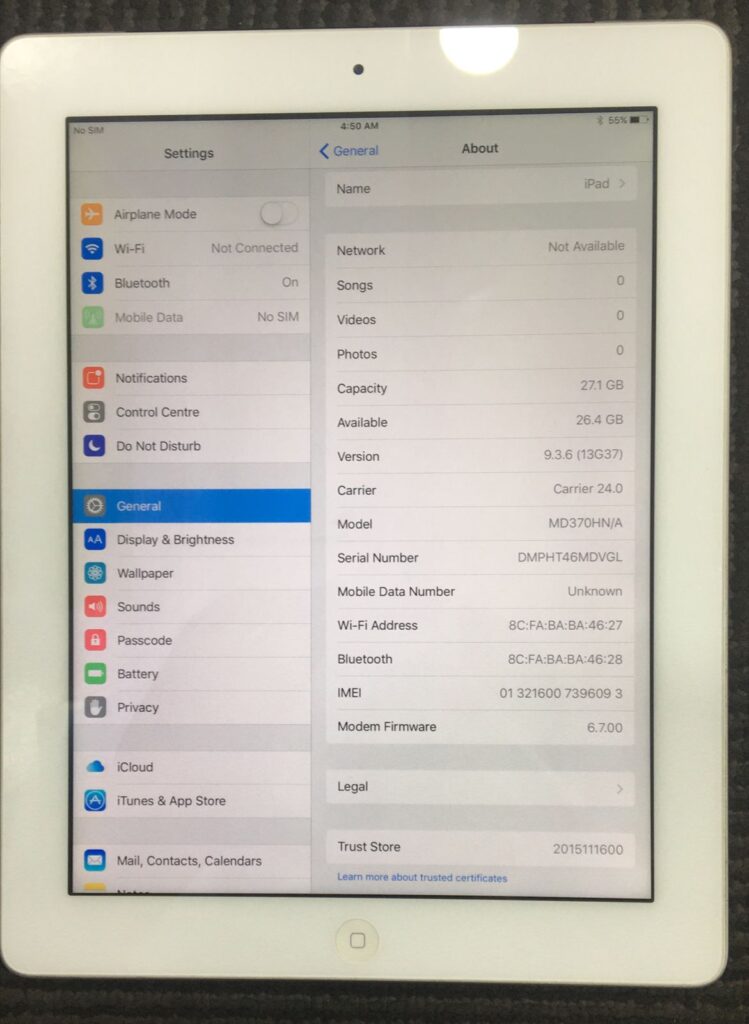 No SIM
4:50 AM
55%
Settings
General
About
Airplane Mode
Wi-Fi Not Connected
Bluetooth On
Mobile Data No SIM
Notifications
Control Centre
Do Not Disturb
General
Display & Brightness
AA
Wallpaper
Sounds
Passcode
Battery
Privacy
iCloud
iTunes & App Store
Mail, Contacts, Calendars
Notes
Name iPad
Network Not Available
Songs 0
Videos 0
Photos 0
Capacity 27.1 GB
Available 26.4 GB
Version 9.3.6 (13G37)
Carrier Carrier 24.0
Model MD370HN/A
Serial Number DMPHT46MDVGL
Mobile Data Number Unknown
Wi-Fi Address 8C:FA:BA:BA:46:27
Bluetooth 8C:FA:BA:BA:46:28
IMEI 01 321600 739609 3
Modem Firmware 6.7.00
Legal
Trust Store 2015111600
Learn more about trusted certificates